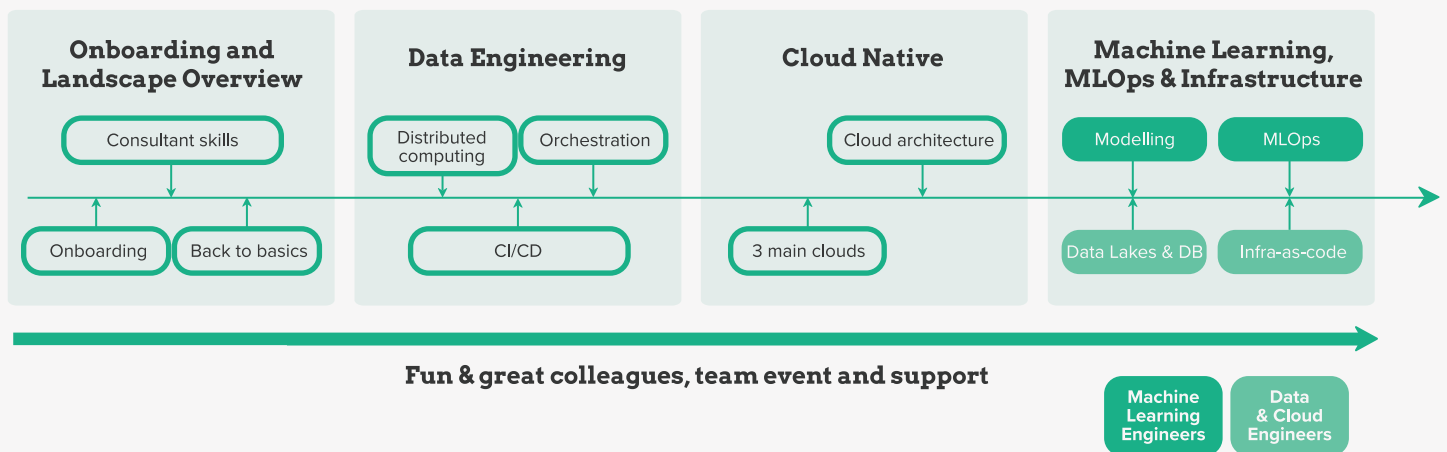 Onboarding and
Landscape Overview
Data Engineering
Cloud Native
Machine Learning,
MLOps & Infrastructure
Consultant skills
Distributed
computing
Orchestration
Cloud architecture
Modelling
MLOps
Onboarding
Back to basics
CI/CD
3 main clouds
Data Lakes & DB
Infra-as-code
Fun & great colleagues, team event and support
Machine
Learning
Engineers
Data
& Cloud
Engineers